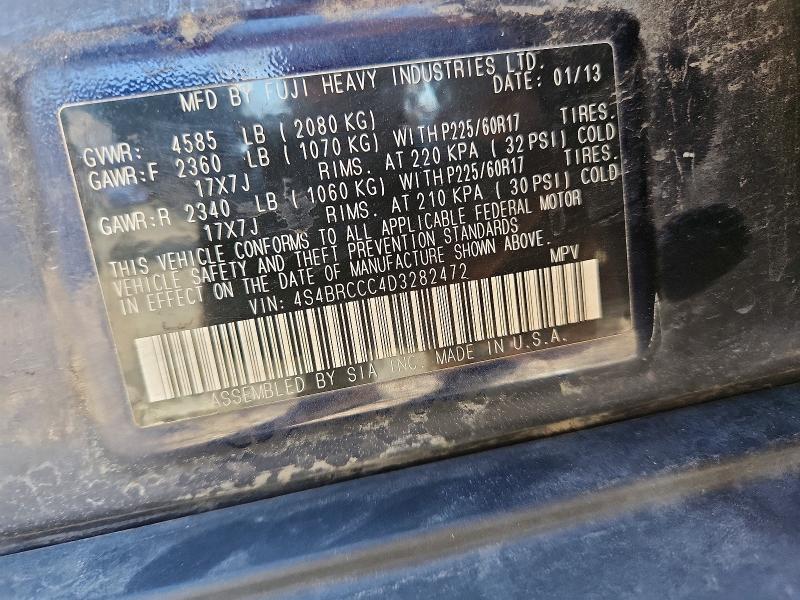 MFD BY FUJI HEAVY INDUSTRIES LTD.
DATE: 01/13
GVWR: 4585 LB (2080 KG)
GAWR:F 2360 LB (1070 KG) WITH P225/60R17 TIRES.
17X7J RIMS. AT 220 KPA (32 PSI) COLD
GAWR:R 2340 LB (1060 KG) WITH P225/60R17 TIRES.
17X7J RIMS. AT 210 KPA (30 PSI) COLD
THIS VEHICLE CONFORMS TO ALL APPLICABLE FEDERAL MOTOR
VEHICLE SAFETY AND THEFT PREVENTION STANDARDS
IN EFFECT ON THE DATE OF MANUFACTURE SHOWN ABOVE.
VIN: 4S4BRCCC4D3282472 MPV
ASSEMBLED BY SIA INC. MADE IN U.S.A.